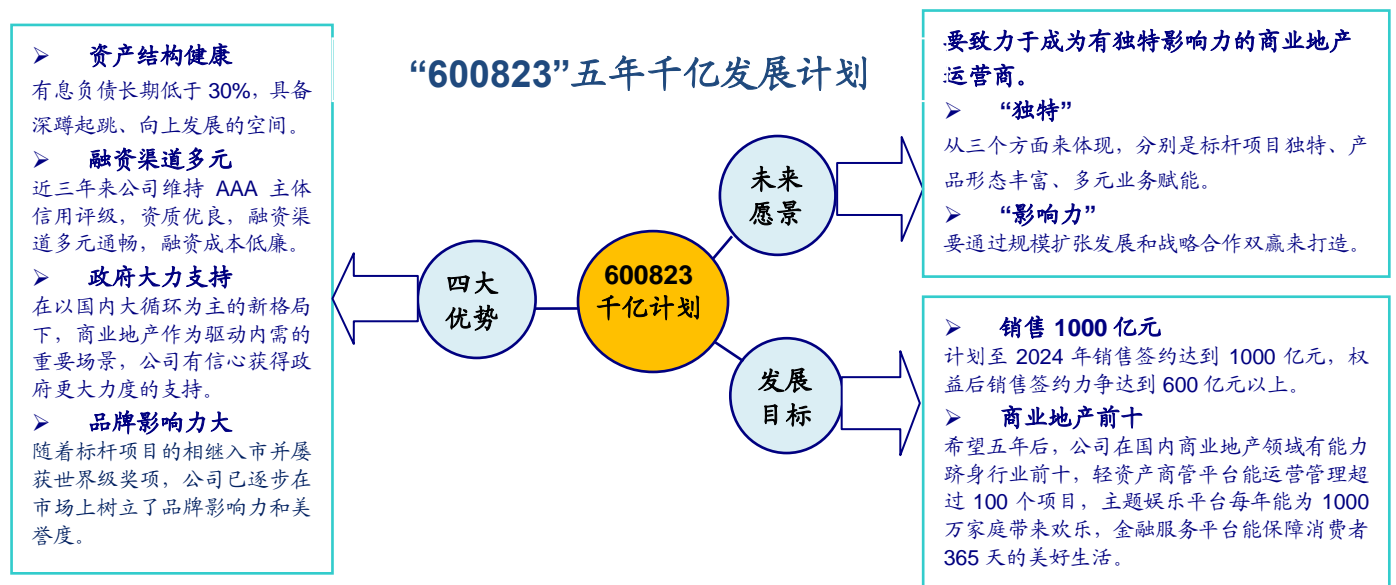 “600823”五年千亿发展计划
➢ 资产结构健康
有息负债长期低于 30%，具备
深蹲起跳、向上发展的空间。
➢ 融资渠道多元
近三年来公司维持 AAA 主体
信用评级，资质优良，融资渠
道多元通畅，融资成本低廉。
➢ 政府大力支持
在以国内大循环为主的新格局
下，商业地产作为驱动内需的
重要场景，公司有信心获得政
府更大力度的支持。
➢ 品牌影响力大
随着标杆项目的相继入市并屡
获世界级奖项，公司已逐步在
市场上树立了品牌影响力和美
誉度。
四大
优势
600823
千亿计划
未来
愿景
发展
目标
要致力于成为有独特影响力的商业地产
运营商。
➢ “独特”
从三个方面来体现，分别是标杆项目独特、产
品形态丰富、多元业务赋能。
➢ “影响力”
要通过规模扩张发展和战略合作双赢来打造。
➢ 销售 1000 亿元
计划至 2024 年销售签约达到 1000 亿元，权
益后销售签约力争达到 600 亿元以上。
➢ 商业地产前十
希望五年后，公司在国内商业地产领域有能力
跻身行业前十，轻资产商管平台能运营管理超
过 100 个项目，主题娱乐平台每年能为 1000
万家庭带来欢乐，金融服务平台能保障消费者
365 天的美好生活。